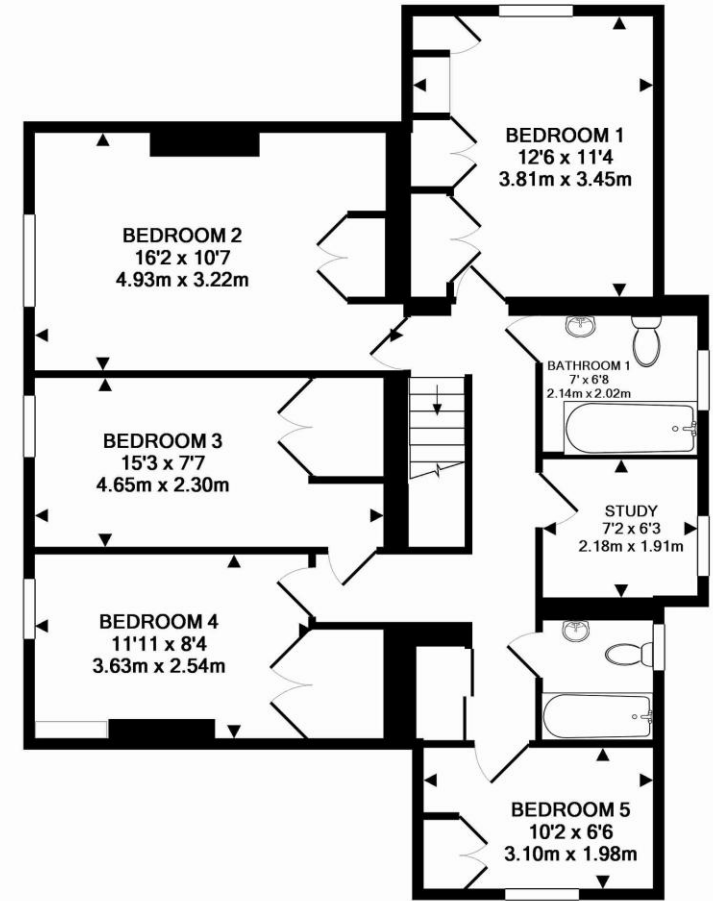 BEDROOM 1
12'6 x 11'4
3.81m x 3.45m
BEDROOM 2
16'2 x 10'7
4.93m x 3.22m
BATHROOM 1
7' x 6'8
2.14m x 2.02m
BEDROOM 3
15'3 x 7'7
4.65m x 2.30m
STUDY
7'2 x 6'3
2.18m x 1.91m
BEDROOM 4
11'11 x 8'4
3.63m x 2.54m
BEDROOM 5
10'2 x 6'6
3.10m x 1.98m